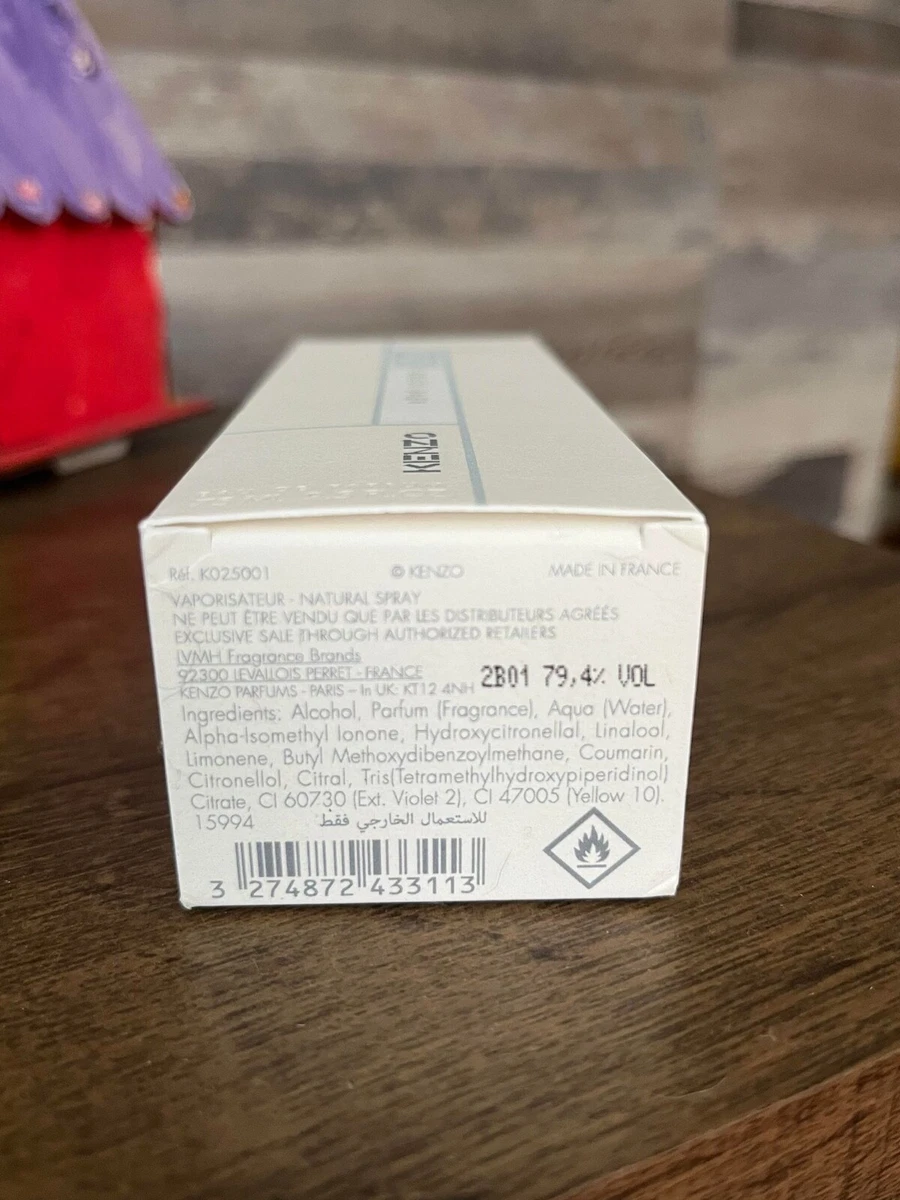 KENZO
Réf. K025001 © KENZO MADE IN FRANCE
VAPORISATEUR - NATURAL SPRAY
NE PEUT ÊTRE VENDU QUE PAR LES DISTRIBUTEURS AGRÉÉS
EXCLUSIVE SALE THROUGH AUTHORIZED RETAILERS
LVMH Fragrance Brands
92300 LEVALLOIS PERRET - FRANCE
KENZO PARFUMS - PARIS – In UK: KT12 4NH
2B01 79,4% VOL
Ingredients: Alcohol, Parfum (Fragrance), Aqua (Water),
Alpha-Isomethyl Ionone, Hydroxycitronellal, Linalool,
Limonene, Butyl Methoxydibenzoylmethane, Coumarin,
Citronellol, Citral, Tris(Tetramethylhydroxypiperidinol)
Citrate, CI 60730 (Ext. Violet 2), CI 47005 (Yellow 10).
15994 للاستعمال الخارجي فقط
3 274872 433113